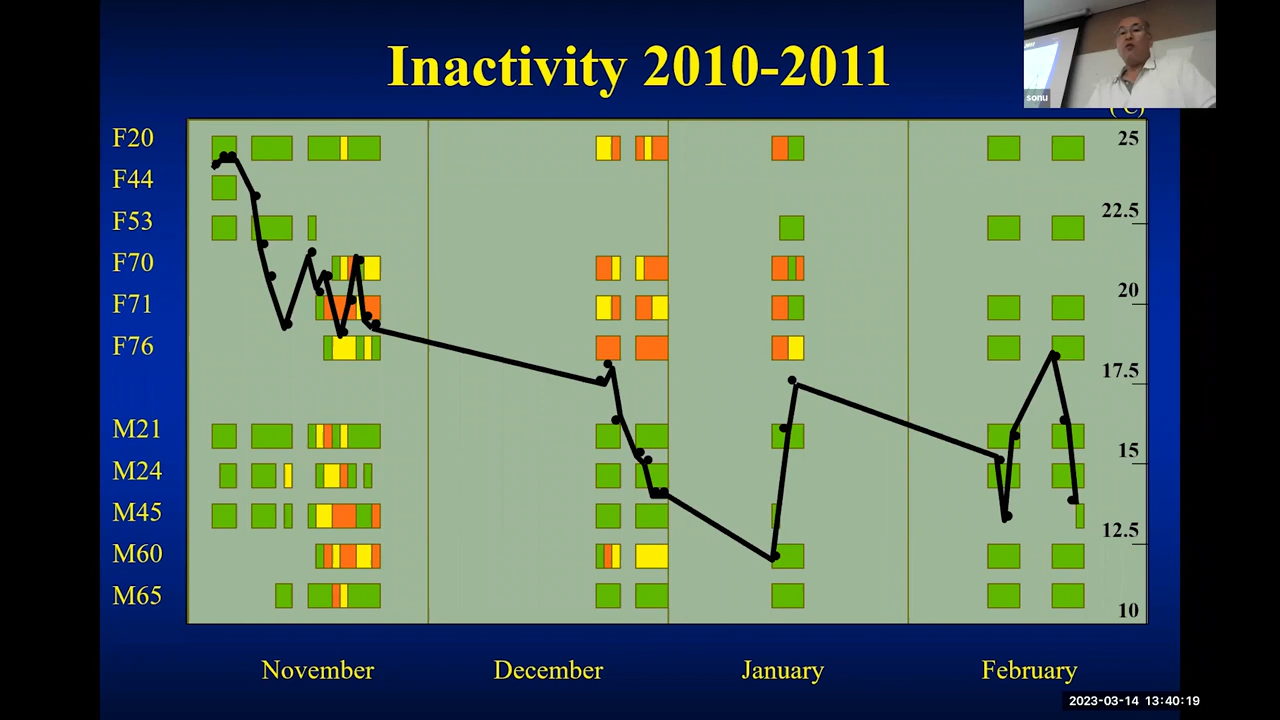 Inactivity 2010-2011
sonu
(°C)
F20
25
F44
F53
22.5
F70
F71
20
F76
17.5
M21
M24
15
M45
M60
12.5
M65
10
November December January February
2023-03-14 13:40:19